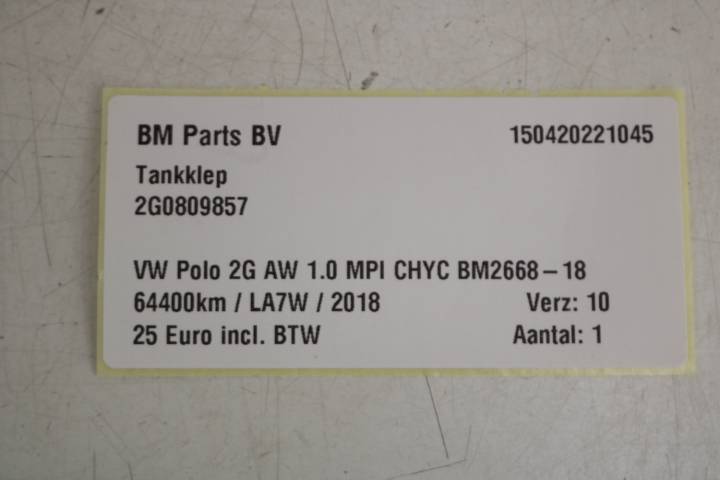 BM Parts BV 150420221045
Tankklep
2G0809857
VW Polo 2G AW 1.0 MPI CHYC BM2668-18
64400km / LA7W / 2018 Verz: 10
25 Euro incl. BTW Aantal: 1